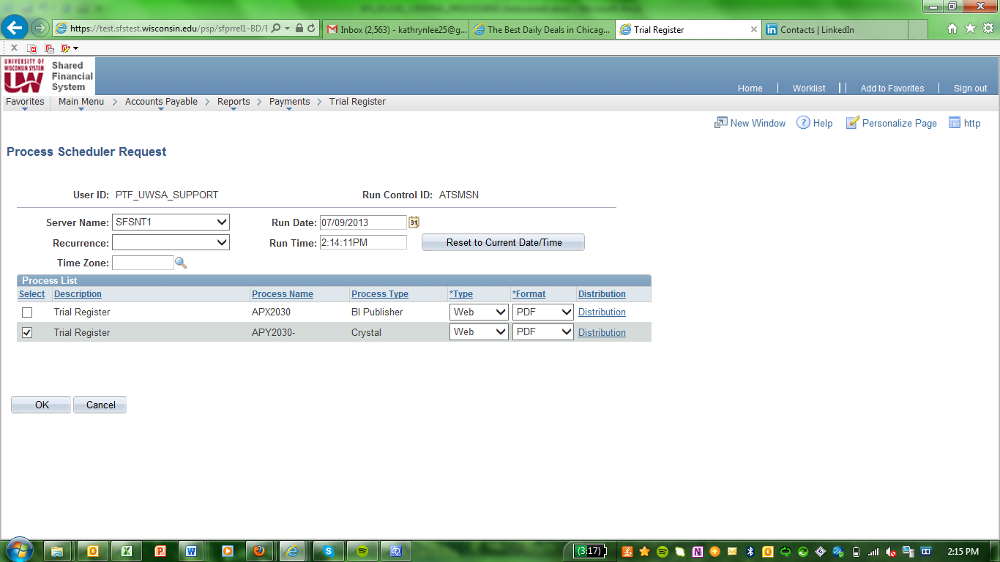 https://test.sfstest.wisconsin.edu/psp/sfprrel1-BD/
Inbox (2,563) - kathrynlee25@g...
The Best Daily Deals in Chicag...
Trial Register
Contacts | LinkedIn
UNIVERSITY OF WISCONSIN SYSTEM
UW
Shared Financial System
Home
Worklist
Add to Favorites
Sign out
Favorites
Main Menu > Accounts Payable > Reports > Payments > Trial Register
New Window
Help
Personalize Page
http
Process Scheduler Request
User ID: PTF_UWSA_SUPPORT
Run Control ID: ATSMSN
Server Name: SFSNT1
Run Date: 07/09/2013
31
Recurrence:
Run Time: 2:14:11PM
Reset to Current Date/Time
Time Zone:
Process List
Select Description Process Name Process Type *Type *Format Distribution
Trial Register APX2030 BI Publisher Web PDF Distribution
Trial Register APY2030- Crystal Web PDF Distribution
OK
Cancel
(3:17)
2:15 PM